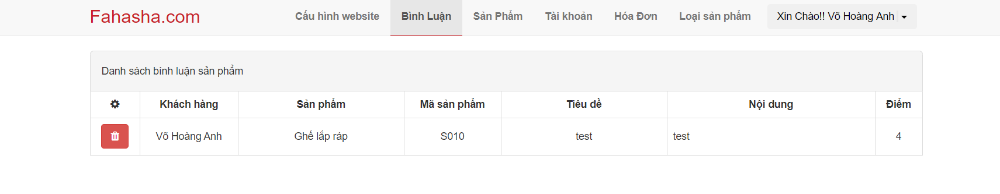 Fahasha.com Cấu hình website Bình Luận Sản Phẩm Tài khoản Hóa Đơn Loại sản phẩm Xin Chào!! Võ Hoàng Anh
Danh sách bình luận sản phẩm
Khách hàng Sản phẩm Mã sản phẩm Tiêu đề Nội dung Điểm
Võ Hoàng Anh Ghế lắp ráp S010 test test 4